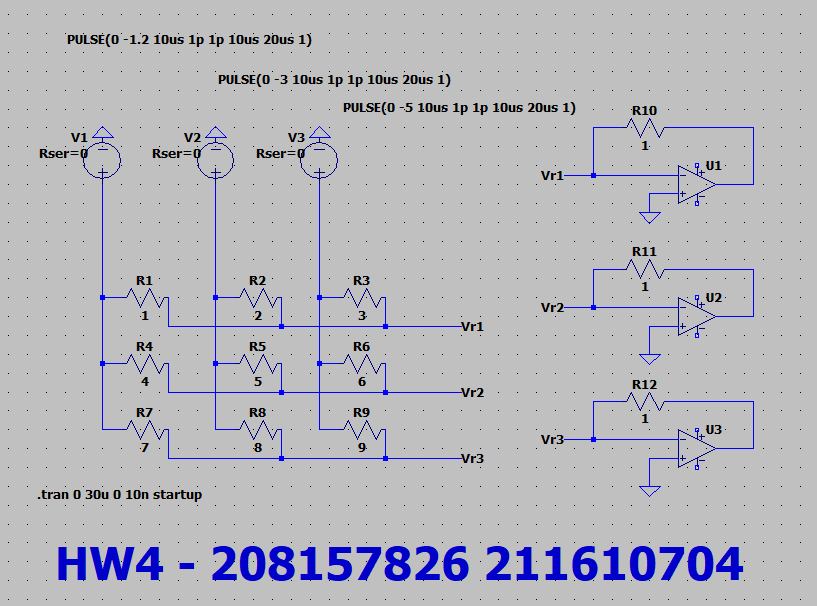 PULSE(0 -1.2 10us 1p 1p 10us 20us 1)
PULSE(0 -3 10us 1p 1p 10us 20us 1)
PULSE(0 -5 10us 1p 1p 10us 20us 1)
V1 V2 V3
Rser=0 Rser=0 Rser=0
R1 R2 R3
1 2 3
Vr1
R4 R5 R6
4 5 6
Vr2
R7 R8 R9
7 8 9
Vr3
R10
1
Vr1
U1
R11
1
Vr2
U2
R12
1
Vr3
U3
.tran 0 30u 0 10n startup
HW4 - 208157826 211610704